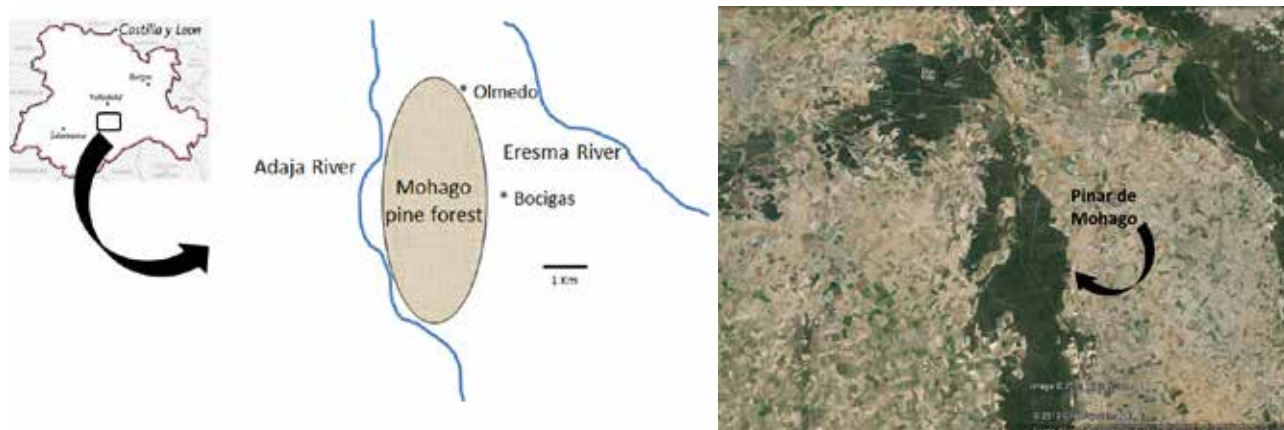 Castilla y Leon
Burgos
Valladolid
Salamanca
Olmedo
Adaja River
Eresma River
Mohago
pine forest
Bocigas
1 Km
Pinar de
Mohago